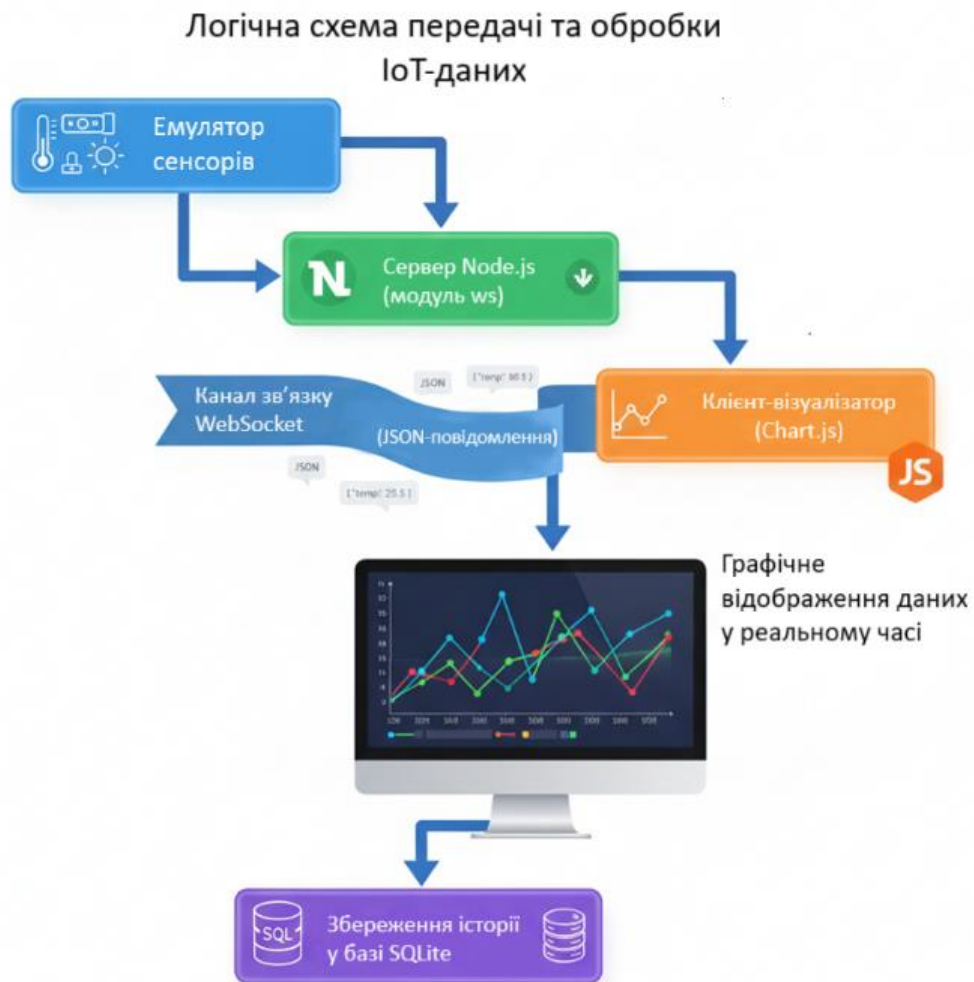 Логічна схема передачі та обробки
IoT-даних
Емулятор
сенсорів
Сервер Node.js
(модуль ws)
Канал зв’язку
WebSocket
JSON
(JSON-повідомлення)
JSON
Клієнт-візуалізатор
(Chart.js)
JS
Графічне
відображення даних
у реальному часі
SQL
Збереження історії
у базі SQLite